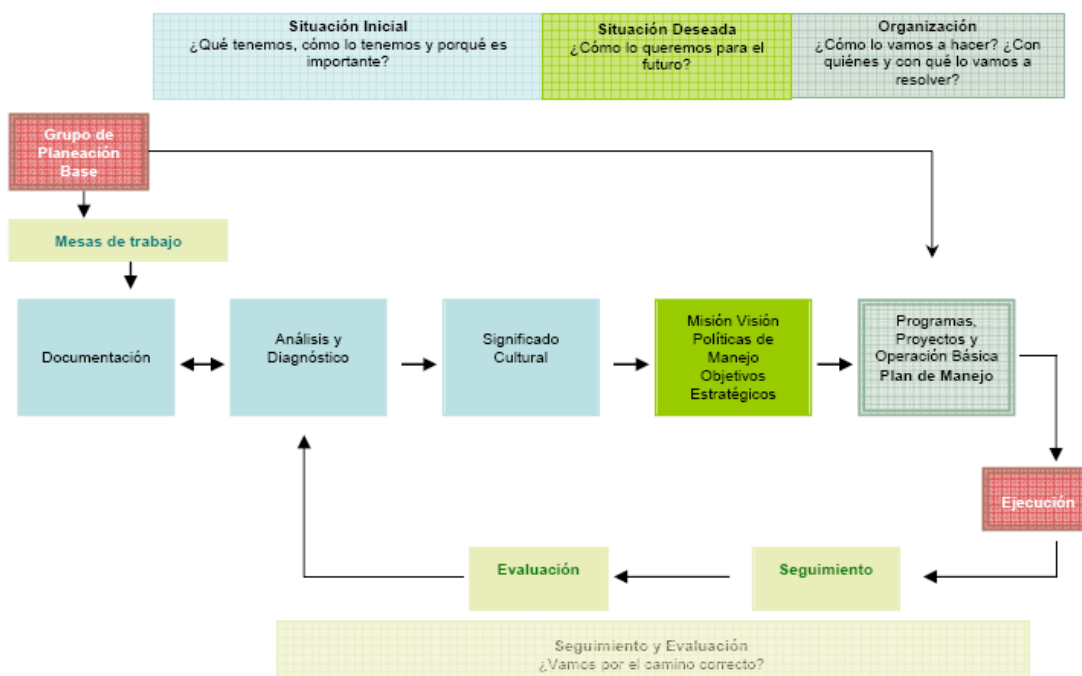 Situación Inicial
¿Qué tenemos, cómo lo tenemos y porqué es
importante?
Situación Deseada
¿Cómo lo queremos para el
futuro?
Organización
¿Cómo lo vamos a hacer? ¿Con
quiénes y con qué lo vamos a
resolver?
Grupo de
Planeación
Base
Mesas de trabajo
Documentación
Análisis y
Diagnóstico
Significado
Cultural
Misión Visión
Políticas de
Manejo
Objetivos
Estratégicos
Programas,
Proyectos y
Operación Básica
Plan de Manejo
Ejecución
Evaluación
Seguimiento
Seguimiento y Evaluación
¿Vamos por el camino correcto?